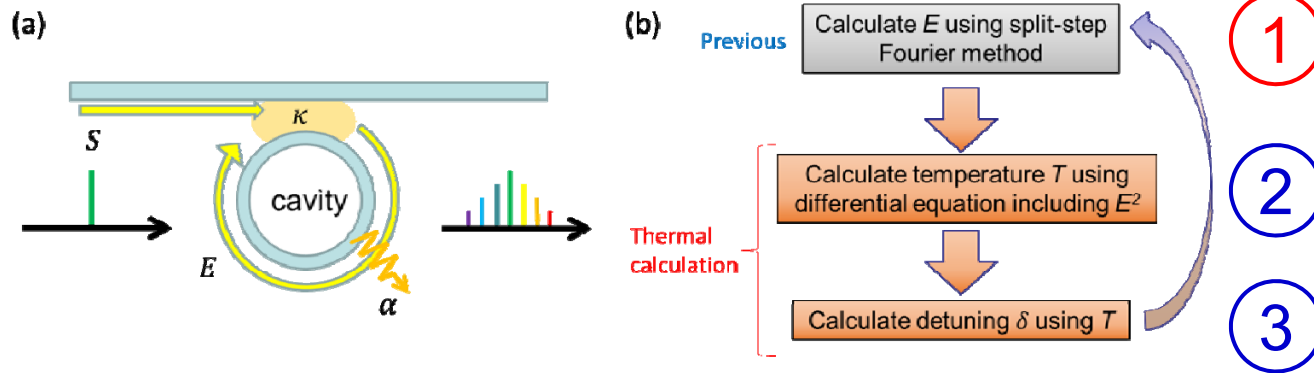 (a)
κ
S
cavity
E
α
(b)
Previous
Calculate E using split-step
Fourier method
1
Calculate temperature T using
differential equation including E²
2
Thermal
calculation
Calculate detuning δ using T
3